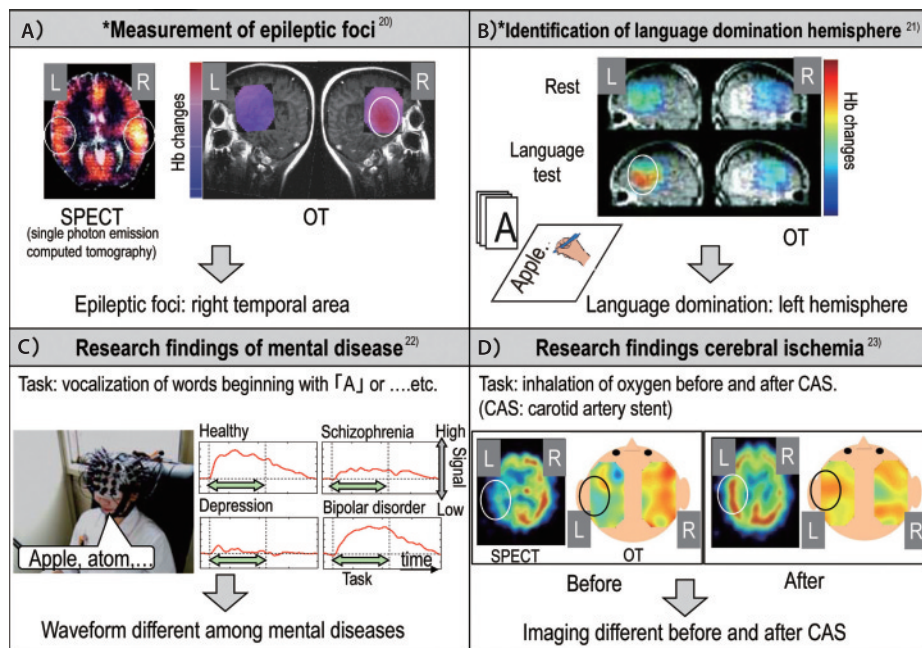 A) *Measurement of epileptic foci 20)
L R
Hb changes
L R
SPECT
(single photon emission
computed tomography)
OT
Epileptic foci: right temporal area
B) *Identification of language domination hemisphere 21)
L R
Rest
Language
test
Hb changes
OT
A
Apple..
Language domination: left hemisphere
C) Research findings of mental disease 22)
Task: vocalization of words beginning with「A」or ....etc.
Healthy
Schizophrenia
High
Signal
Low
Depression
Bipolar disorder
time
Task
Apple, atom,...
Waveform different among mental diseases
D) Research findings cerebral ischemia 23)
Task: inhalation of oxygen before and after CAS.
(CAS: carotid artery stent)
L R
L R
SPECT
OT
L R
L R
Before
After
Imaging different before and after CAS